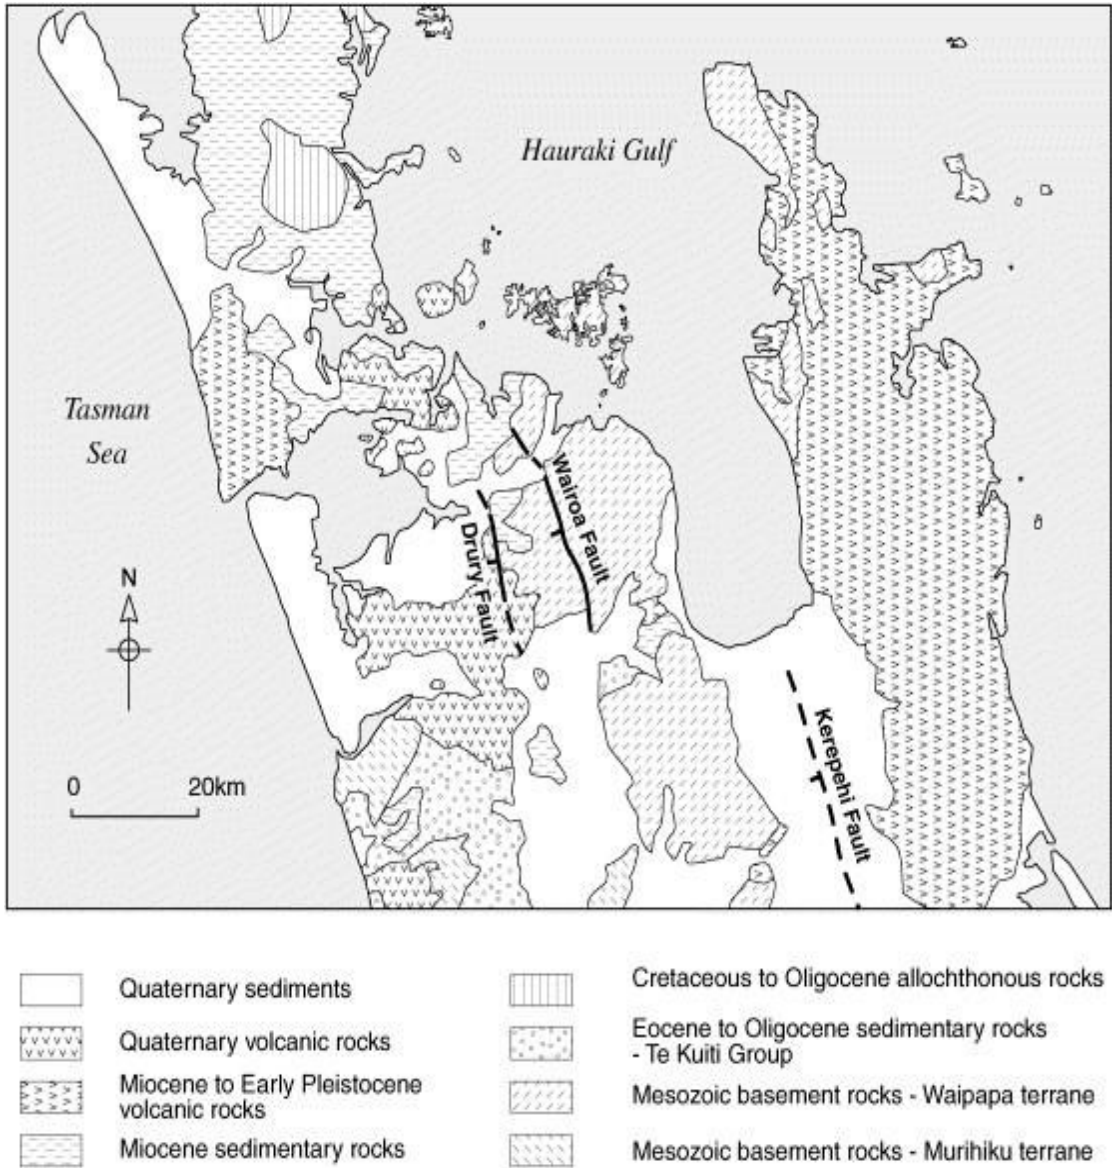 Hauraki Gulf
Tasman
Sea
Wairoa Fault
Drury Fault
N
Kerepehi Fault
0 20km
Quaternary sediments
Quaternary volcanic rocks
Miocene to Early Pleistocene
volcanic rocks
Miocene sedimentary rocks
Cretaceous to Oligocene allochthonous rocks
Eocene to Oligocene sedimentary rocks
- Te Kuiti Group
Mesozoic basement rocks - Waipapa terrane
Mesozoic basement rocks - Murihiku terrane